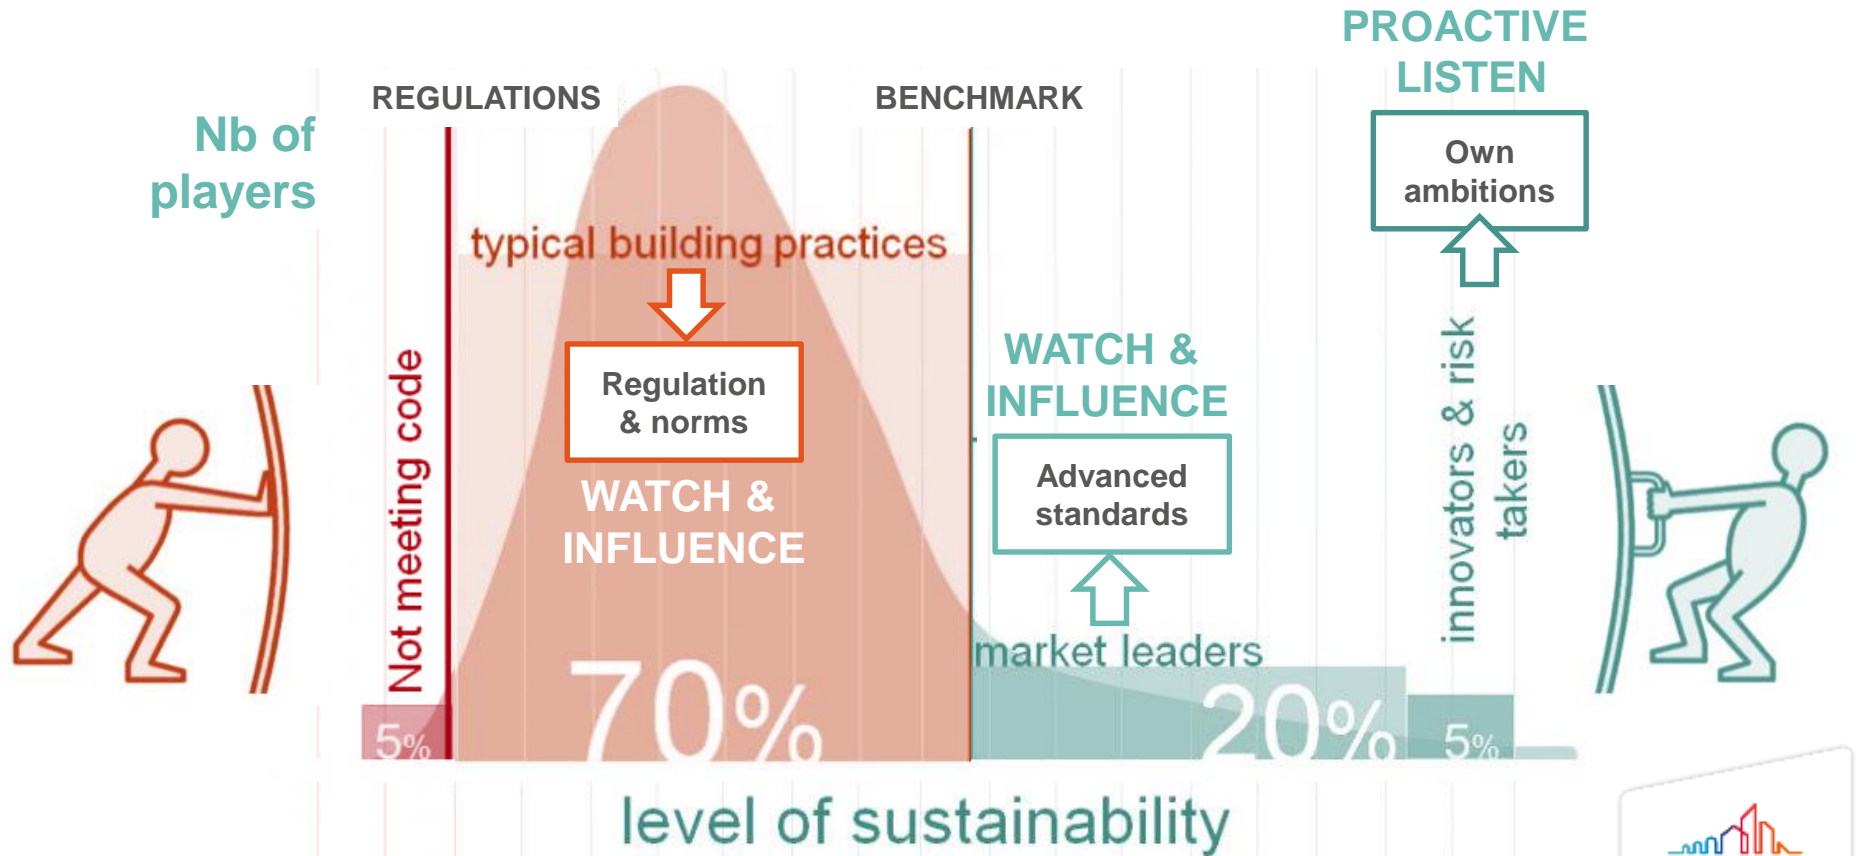 PROACTIVE
LISTEN
REGULATIONS
BENCHMARK
Nb of
players
Own
ambitions
typical building practices
Not meeting code
Regulation
& norms
WATCH &
INFLUENCE
WATCH &
INFLUENCE
Advanced
standards
innovators & risk
takers
market leaders
5%
70%
20%
5%
level of sustainability